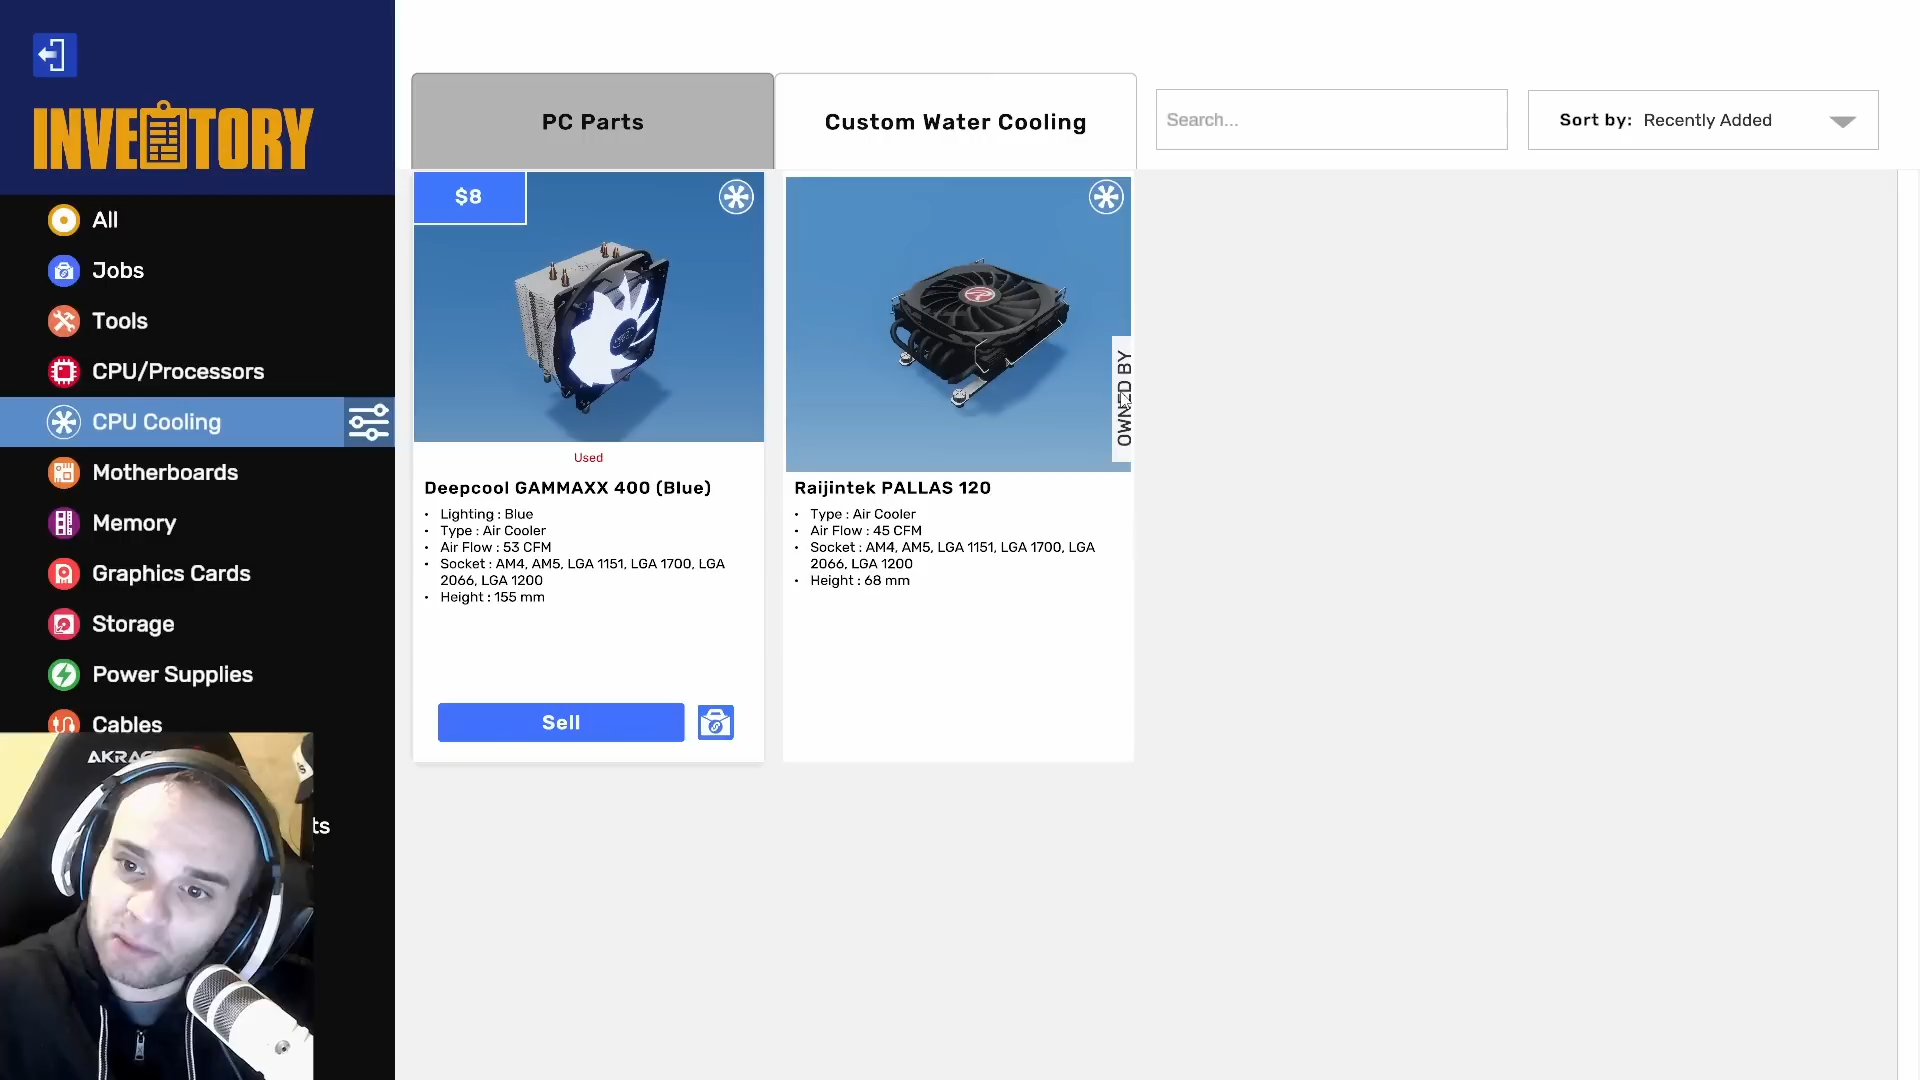 INVENTORY
All
Jobs
Tools
CPU/Processors
CPU Cooling
Motherboards
Memory
Graphics Cards
Storage
Power Supplies
Cables
ts
AKRAC
PC Parts
Custom Water Cooling
Search...
Sort by: Recently Added
$8
Used
Deepcool GAMMAXX 400 (Blue)
• Lighting : Blue
• Type : Air Cooler
• Air Flow : 53 CFM
• Socket : AM4, AM5, LGA 1151, LGA 1700, LGA
2066, LGA 1200
• Height : 155 mm
Sell
OWNED BY
Raijintek PALLAS 120
• Type : Air Cooler
• Air Flow : 45 CFM
• Socket : AM4, AM5, LGA 1151, LGA 1700, LGA
2066, LGA 1200
• Height : 68 mm